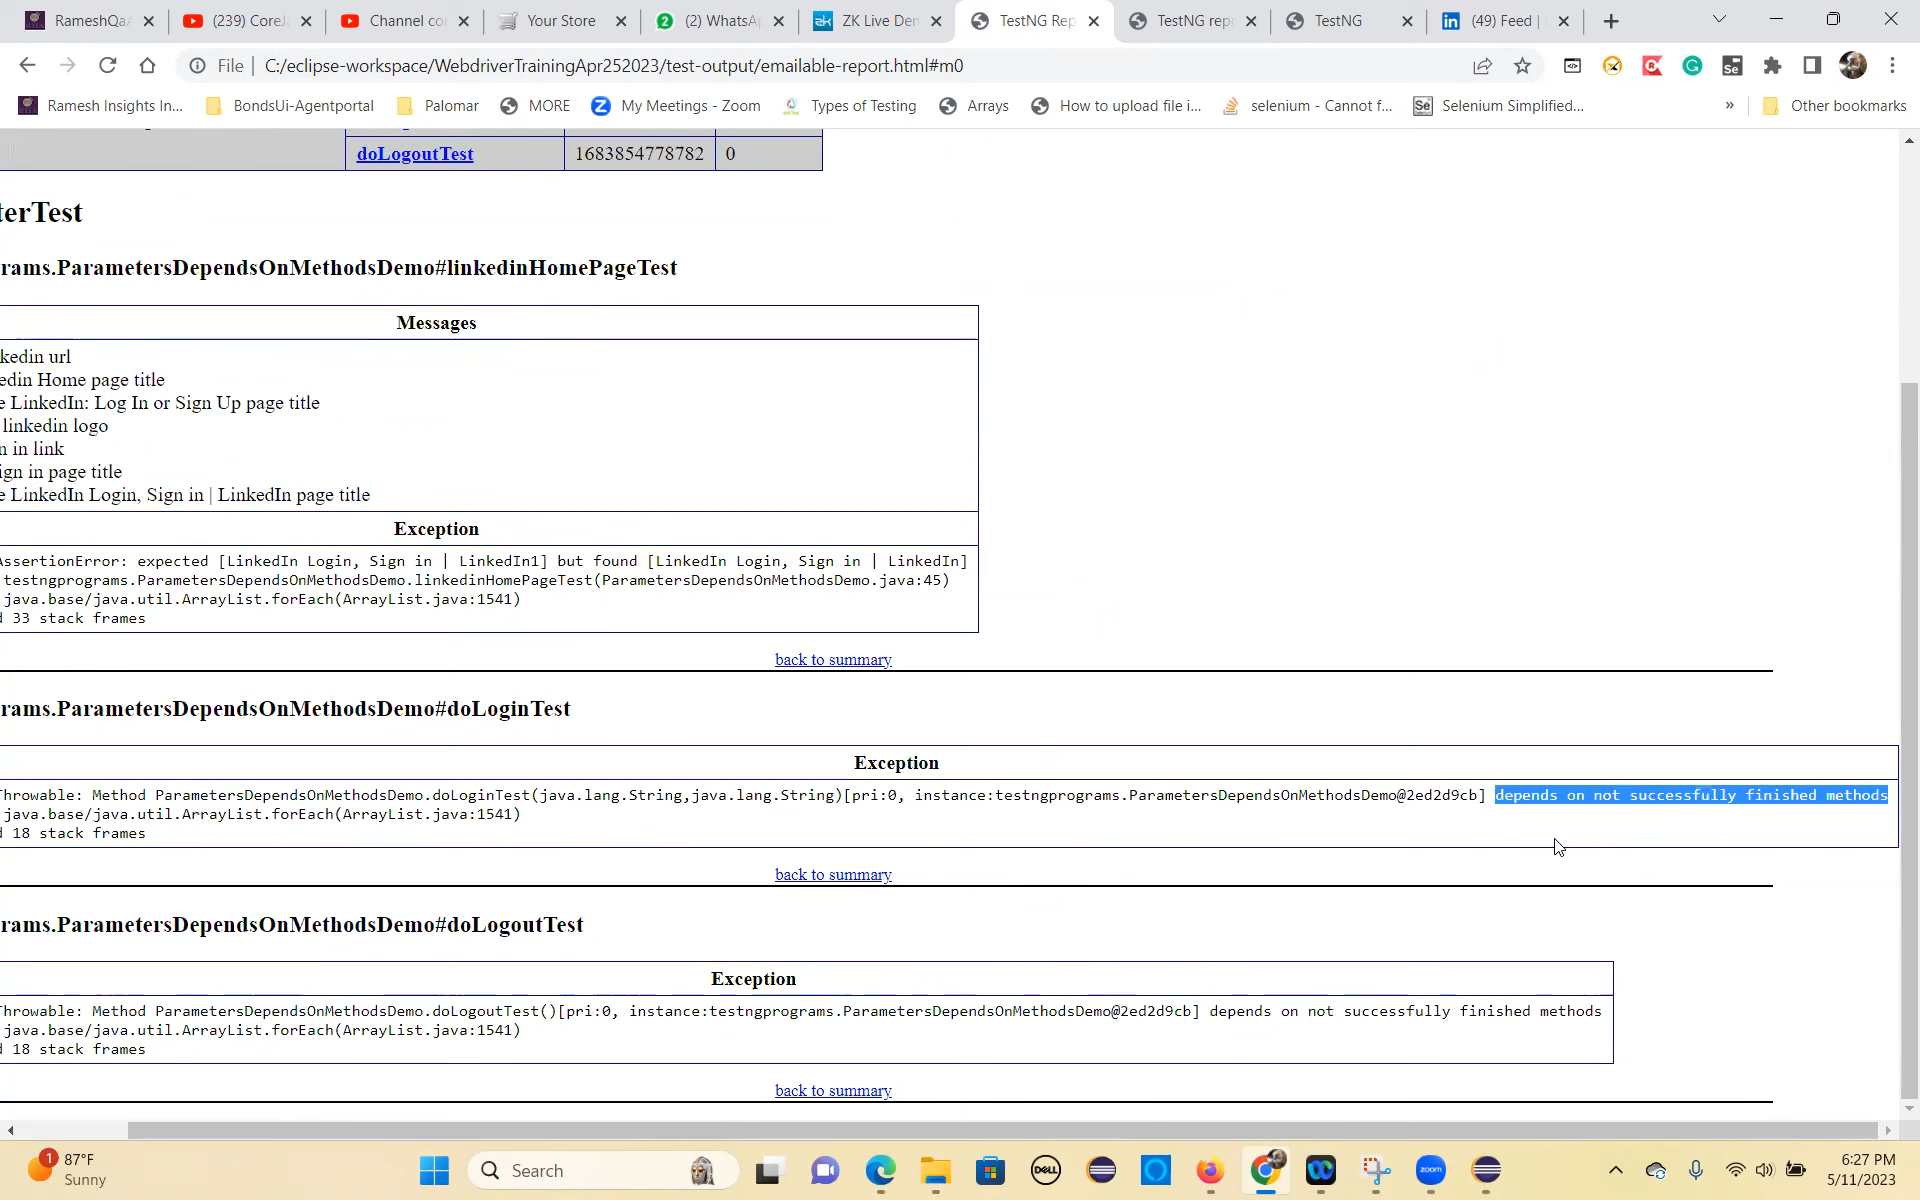 RameshQA
(239) CoreJ
Channel co
Your Store
(2) WhatsA
ZK Live De
TestNG Rep
TestNG repo
TestNG
(49) Feed |
File | C:/eclipse-workspace/WebdriverTrainingApr252023/test-output/emailable-report.html#m0
Ramesh Insights In...
BondsUi-Agentportal
Palomar
MORE
My Meetings - Zoom
Types of Testing
Arrays
How to upload file i...
selenium - Cannot f...
Selenium Simplified...
»
Other bookmarks
doLogoutTest 1683854778782 0
terTest
rams.ParametersDependsOnMethodsDemo#linkedinHomePageTest
Messages
kedin url
edin Home page title
e LinkedIn: Log In or Sign Up page title
linkedin logo
n in link
ign in page title
e LinkedIn Login, Sign in | LinkedIn page title
Exception
AssertionError: expected [LinkedIn Login, Sign in | LinkedIn1] but found [LinkedIn Login, Sign in | LinkedIn]
testngprograms.ParametersDependsOnMethodsDemo.linkedinHomePageTest(ParametersDependsOnMethodsDemo.java:45)
java.base/java.util.ArrayList.forEach(ArrayList.java:1541)
d 33 stack frames
back to summary
rams.ParametersDependsOnMethodsDemo#doLoginTest
Exception
Throwable: Method ParametersDependsOnMethodsDemo.doLoginTest(java.lang.String,java.lang.String)[pri:0, instance:testngprograms.ParametersDependsOnMethodsDemo@2ed2d9cb] depends on not successfully finished methods
java.base/java.util.ArrayList.forEach(ArrayList.java:1541)
d 18 stack frames
back to summary
rams.ParametersDependsOnMethodsDemo#doLogoutTest
Exception
Throwable: Method ParametersDependsOnMethodsDemo.doLogoutTest()[pri:0, instance:testngprograms.ParametersDependsOnMethodsDemo@2ed2d9cb] depends on not successfully finished methods
java.base/java.util.ArrayList.forEach(ArrayList.java:1541)
d 18 stack frames
back to summary
1
87°F
Sunny
Search
DELL
zoom
6:27 PM
5/11/2023